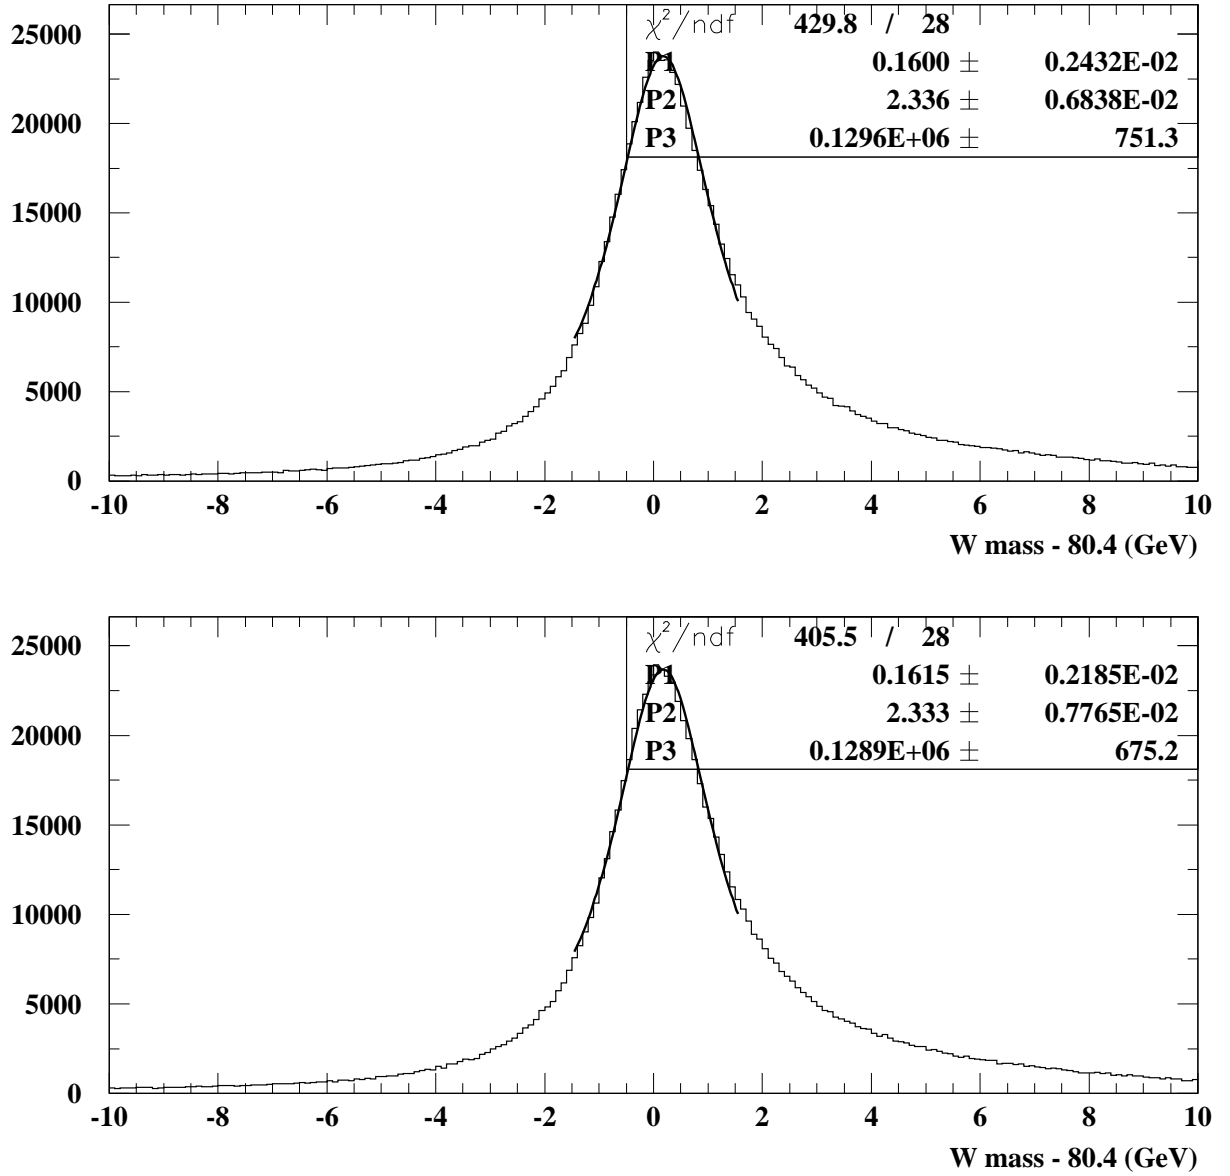 χ²/ndf 429.8 / 28
P1 0.1600 ± 0.2432E-02
P2 2.336 ± 0.6838E-02
P3 0.1296E+06 ± 751.3
25000
20000
15000
10000
5000
0
-10 -8 -6 -4 -2 0 2 4 6 8 10
W mass - 80.4 (GeV)
χ²/ndf 405.5 / 28
P1 0.1615 ± 0.2185E-02
P2 2.333 ± 0.7765E-02
P3 0.1289E+06 ± 675.2
25000
20000
15000
10000
5000
0
-10 -8 -6 -4 -2 0 2 4 6 8 10
W mass - 80.4 (GeV)